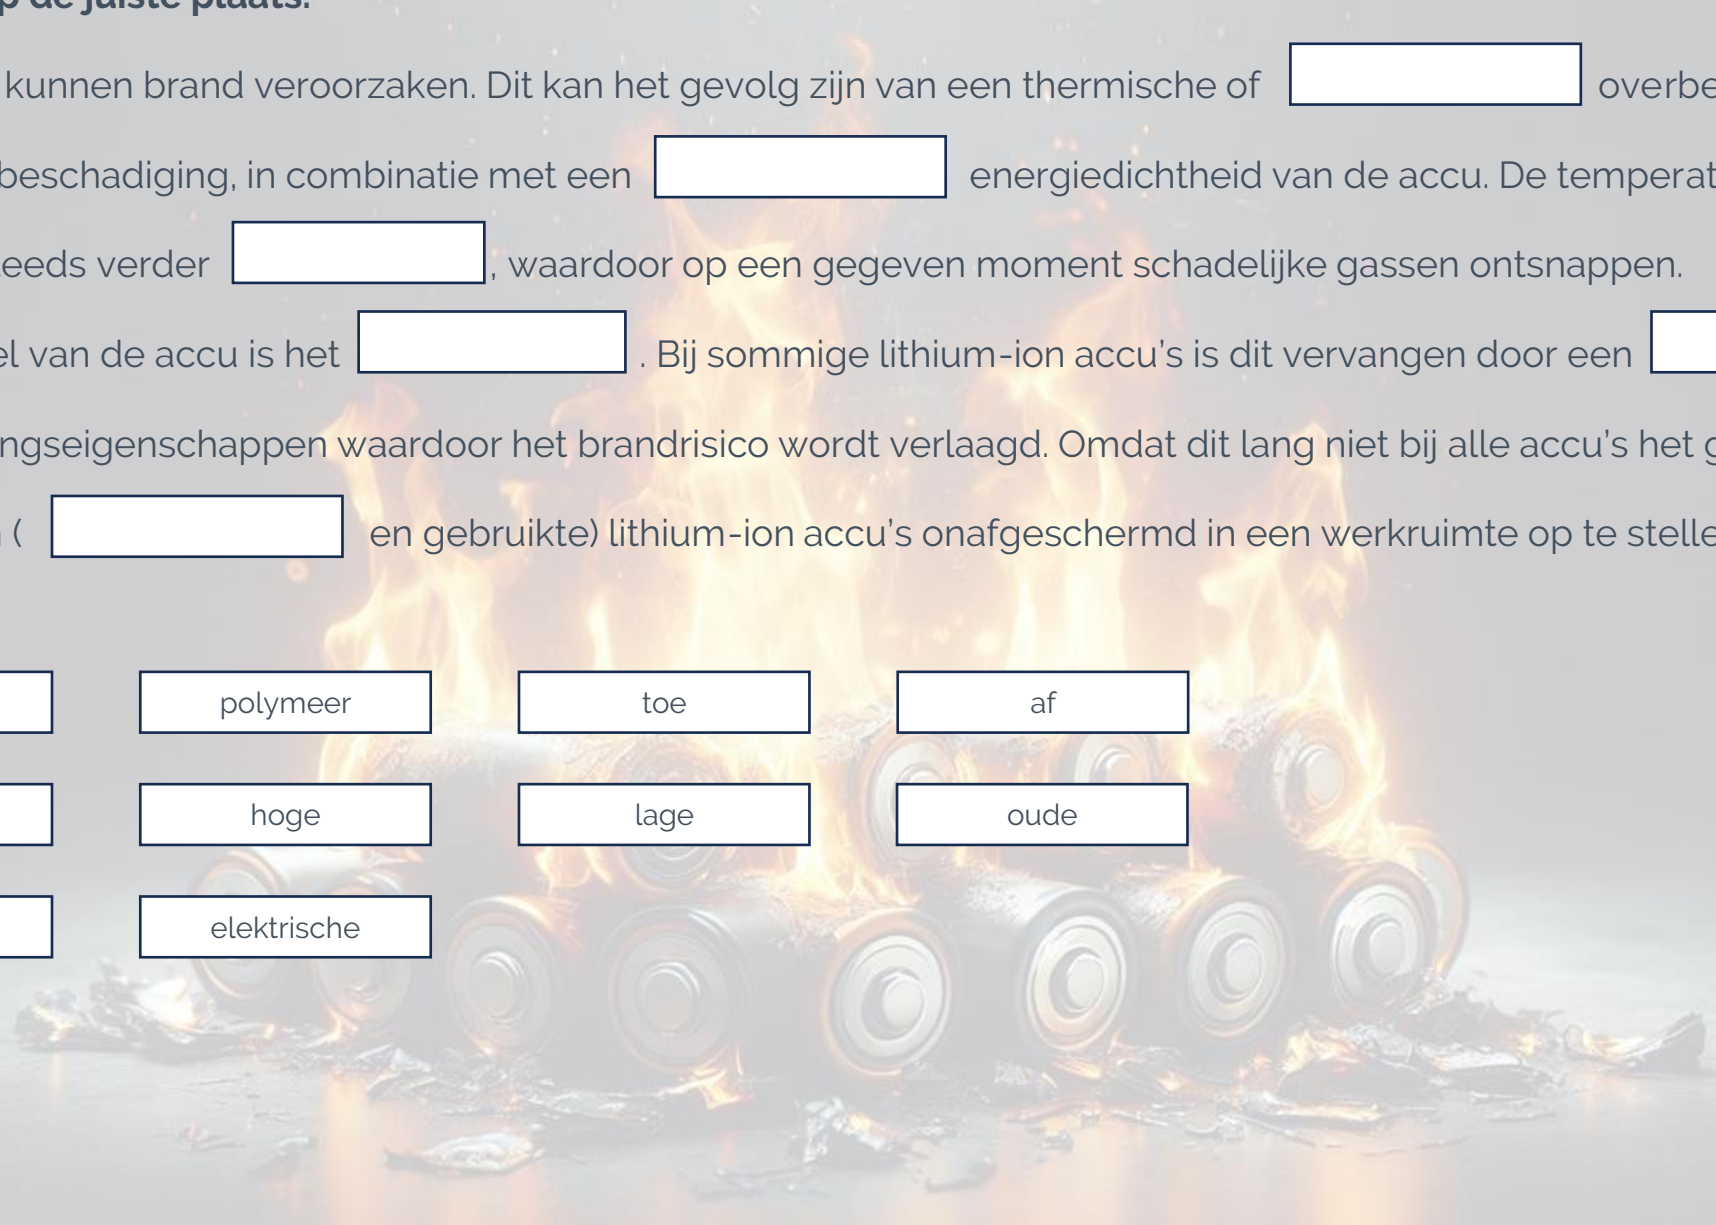 de juiste plaats.
kunnen brand veroorzaken. Dit kan het gevolg zijn van een thermische of overbe
beschadiging, in combinatie met een energiedichtheid van de accu. De temperat
eeds verder , waardoor op een gegeven moment schadelijke gassen ontsnappen.
el van de accu is het . Bij sommige lithium-ion accu's is dit vervangen door een
ngseigenschappen waardoor het brandrisico wordt verlaagd. Omdat dit lang niet bij alle accu's het g
( en gebruikte) lithium-ion accu's onafgeschermd in een werkruimte op te stelle
polymeer toe af
hoge lage oude
elektrische